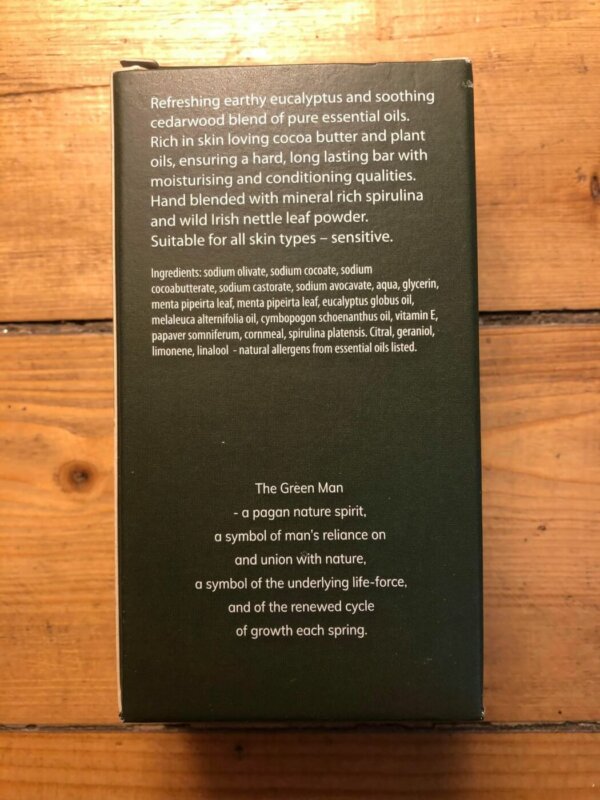 Refreshing earthy eucalyptus and soothing
cedarwood blend of pure essential oils.
Rich in skin loving cocoa butter and plant
oils, ensuring a hard, long lasting bar with
moisturising and conditioning qualities.
Hand blended with mineral rich spirulina
and wild Irish nettle leaf powder.
Suitable for all skin types – sensitive.
Ingredients: sodium olivate, sodium cocoate, sodium
cocoabutterate, sodium castorate, sodium avocavate, aqua, glycerin,
menta pipeirta leaf, menta pipeirta leaf, eucalyptus globus oil,
melaleuca alternifolia oil, cymbopogon schoenanthus oil, vitamin E,
papaver somniferum, cornmeal, spirulina platensis. Citral, geraniol,
limonene, linalool - natural allergens from essential oils listed.
The Green Man
- a pagan nature spirit,
a symbol of man's reliance on
and union with nature,
a symbol of the underlying life-force,
and of the renewed cycle
of growth each spring.